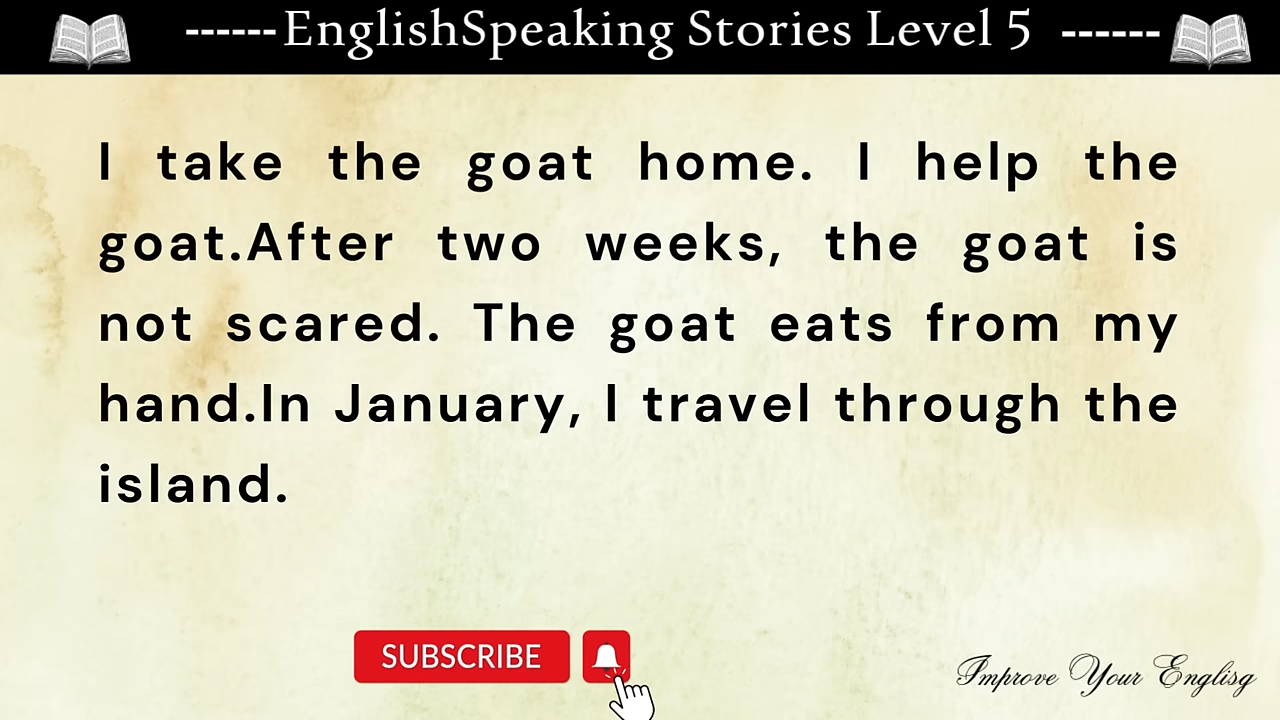 ------EnglishSpeaking Stories Level 5 ------
I take the goat home. I help the
goat.After two weeks, the goat is
not scared. The goat eats from my
hand.In January, I travel through the
island.
SUBSCRIBE
Improve Your Englisg